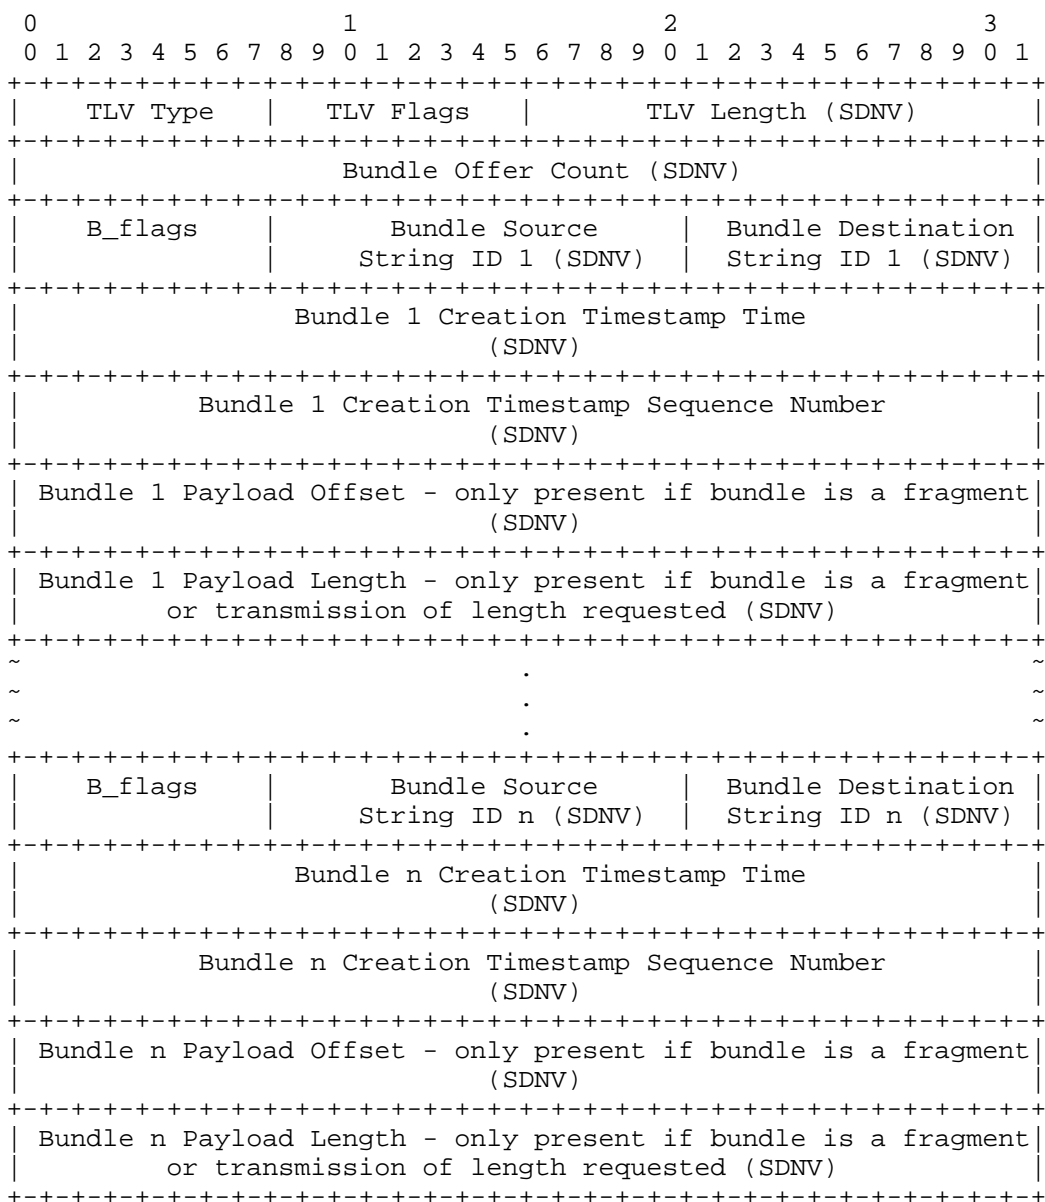 0                   1                   2                   3
 0 1 2 3 4 5 6 7 8 9 0 1 2 3 4 5 6 7 8 9 0 1 2 3 4 5 6 7 8 9 0 1
+-+-+-+-+-+-+-+-+-+-+-+-+-+-+-+-+-+-+-+-+-+-+-+-+-+-+-+-+-+-+-+-+
|    TLV Type   |   TLV Flags   |       TLV Length (SDNV)       |
+-+-+-+-+-+-+-+-+-+-+-+-+-+-+-+-+-+-+-+-+-+-+-+-+-+-+-+-+-+-+-+-+
|                    Bundle Offer Count (SDNV)                  |
+-+-+-+-+-+-+-+-+-+-+-+-+-+-+-+-+-+-+-+-+-+-+-+-+-+-+-+-+-+-+-+-+
|    B_flags    |       Bundle Source     |  Bundle Destination |
|               |     String ID 1 (SDNV)  |  String ID 1 (SDNV) |
+-+-+-+-+-+-+-+-+-+-+-+-+-+-+-+-+-+-+-+-+-+-+-+-+-+-+-+-+-+-+-+-+
|                 Bundle 1 Creation Timestamp Time              |
|                             (SDNV)                            |
+-+-+-+-+-+-+-+-+-+-+-+-+-+-+-+-+-+-+-+-+-+-+-+-+-+-+-+-+-+-+-+-+
|           Bundle 1 Creation Timestamp Sequence Number         |
|                             (SDNV)                            |
+-+-+-+-+-+-+-+-+-+-+-+-+-+-+-+-+-+-+-+-+-+-+-+-+-+-+-+-+-+-+-+-+
| Bundle 1 Payload Offset - only present if bundle is a fragment|
|                             (SDNV)                            |
+-+-+-+-+-+-+-+-+-+-+-+-+-+-+-+-+-+-+-+-+-+-+-+-+-+-+-+-+-+-+-+-+
| Bundle 1 Payload Length - only present if bundle is a fragment|
|         or transmission of length requested (SDNV)            |
+-+-+-+-+-+-+-+-+-+-+-+-+-+-+-+-+-+-+-+-+-+-+-+-+-+-+-+-+-+-+-+-+
~                               .                               ~
~                               .                               ~
~                               .                               ~
+-+-+-+-+-+-+-+-+-+-+-+-+-+-+-+-+-+-+-+-+-+-+-+-+-+-+-+-+-+-+-+-+
|    B_flags    |       Bundle Source     |  Bundle Destination |
|               |     String ID n (SDNV)  |  String ID n (SDNV) |
+-+-+-+-+-+-+-+-+-+-+-+-+-+-+-+-+-+-+-+-+-+-+-+-+-+-+-+-+-+-+-+-+
|                 Bundle n Creation Timestamp Time              |
|                             (SDNV)                            |
+-+-+-+-+-+-+-+-+-+-+-+-+-+-+-+-+-+-+-+-+-+-+-+-+-+-+-+-+-+-+-+-+
|           Bundle n Creation Timestamp Sequence Number         |
|                             (SDNV)                            |
+-+-+-+-+-+-+-+-+-+-+-+-+-+-+-+-+-+-+-+-+-+-+-+-+-+-+-+-+-+-+-+-+
| Bundle n Payload Offset - only present if bundle is a fragment|
|                             (SDNV)                            |
+-+-+-+-+-+-+-+-+-+-+-+-+-+-+-+-+-+-+-+-+-+-+-+-+-+-+-+-+-+-+-+-+
| Bundle n Payload Length - only present if bundle is a fragment|
|         or transmission of length requested (SDNV)            |
+-+-+-+-+-+-+-+-+-+-+-+-+-+-+-+-+-+-+-+-+-+-+-+-+-+-+-+-+-+-+-+-+